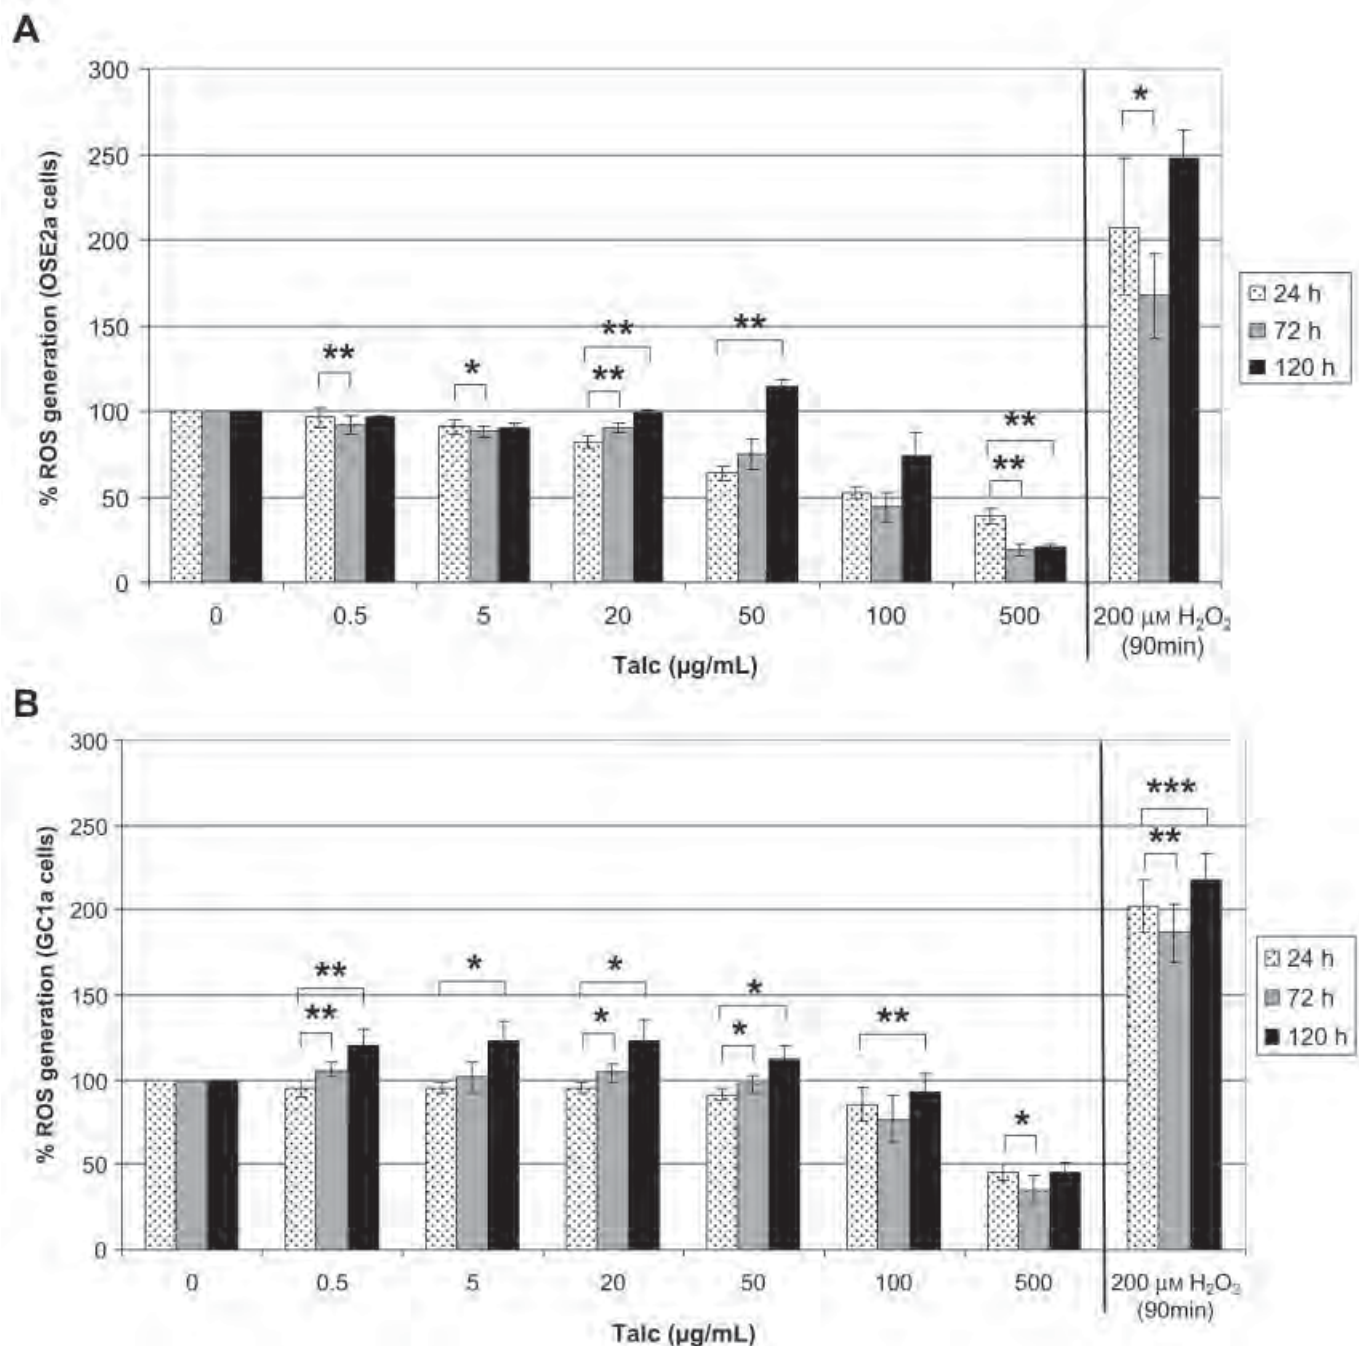 A
300
250
200
150
100
50
0
% ROS generation (OSE2a cells)
**
*
**
**
**
**
**
*
24 h
72 h
120 h
0 0.5 5 20 50 100 500 200 µM H₂O₂
(90min)
Talc (µg/mL)
B
300
250
200
150
100
50
0
% ROS generation (GC1a cells)
**
**
*
*
*
*
*
**
*
***
**
24 h
72 h
120 h
0 0.5 5 20 50 100 500 200 µM H₂O₂
(90min)
Talc (µg/mL)